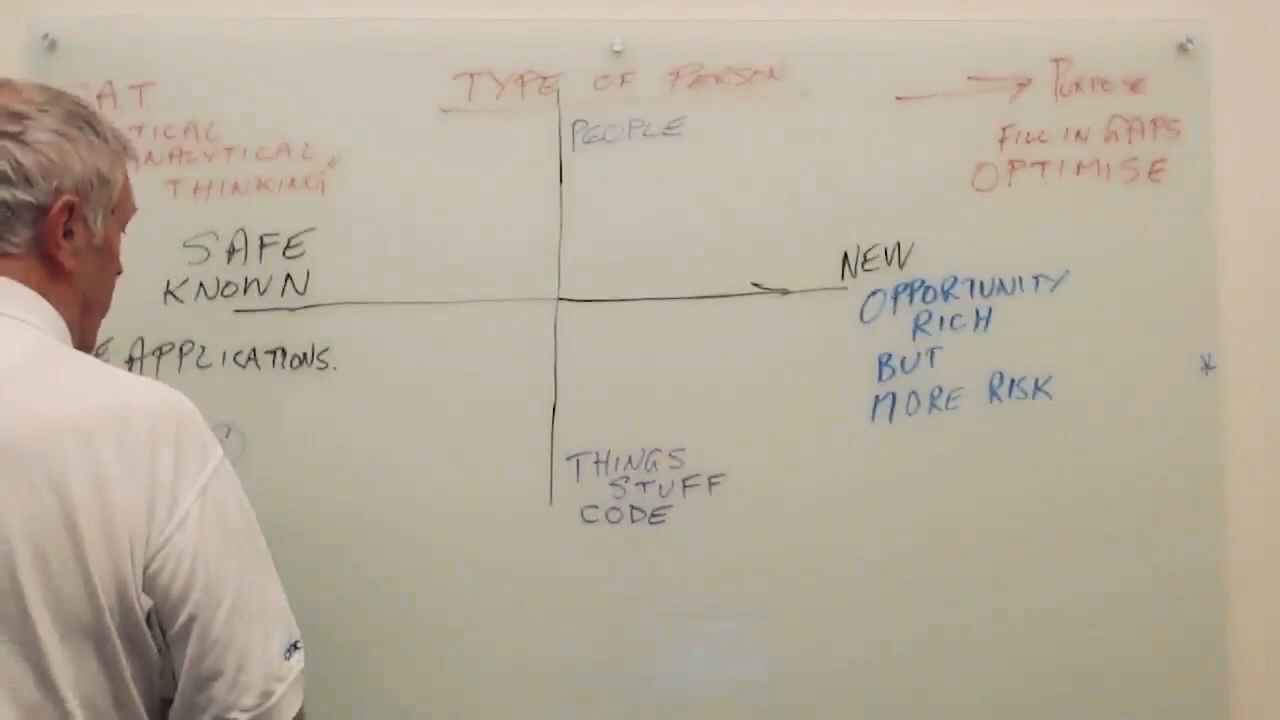 TYPE OF PERSON
PURPOSE
FILL IN GAPS
OPTIMISE
THINKING"
PEOPLE
SAFE
KNOWN
NEW
OPPORTUNITY
RICH
BUT
MORE RISK
APPLICATIONS.
THINGS
STUFF
CODE